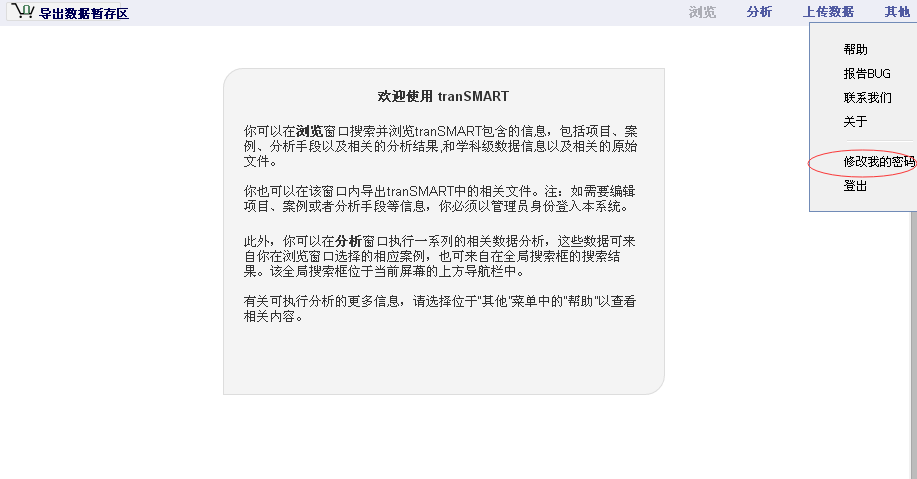 导出数据暂存区 浏览 分析 上传数据 其他
帮助
报告BUG
联系我们
关于
修改我的密码
登出
欢迎使用 tranSMART
你可以在浏览窗口搜索并浏览tranSMART包含的信息，包括项目、案
例、分析手段以及相关的分析结果,和学科级数据信息以及相关的原始
文件。
你也可以在该窗口内导出tranSMART中的相关文件。注：如需要编辑
项目、案例或者分析手段等信息，你必须以管理员身份登入本系统。
此外，你可以在分析窗口执行一系列的相关数据分析，这些数据可来
自你在浏览窗口选择的相应案例，也可来自在全局搜索框的搜索结
果。该全局搜索框位于当前屏幕的上方导航栏中。
有关可执行分析的更多信息，请选择位于"其他"菜单中的"帮助"以查看
相关内容。